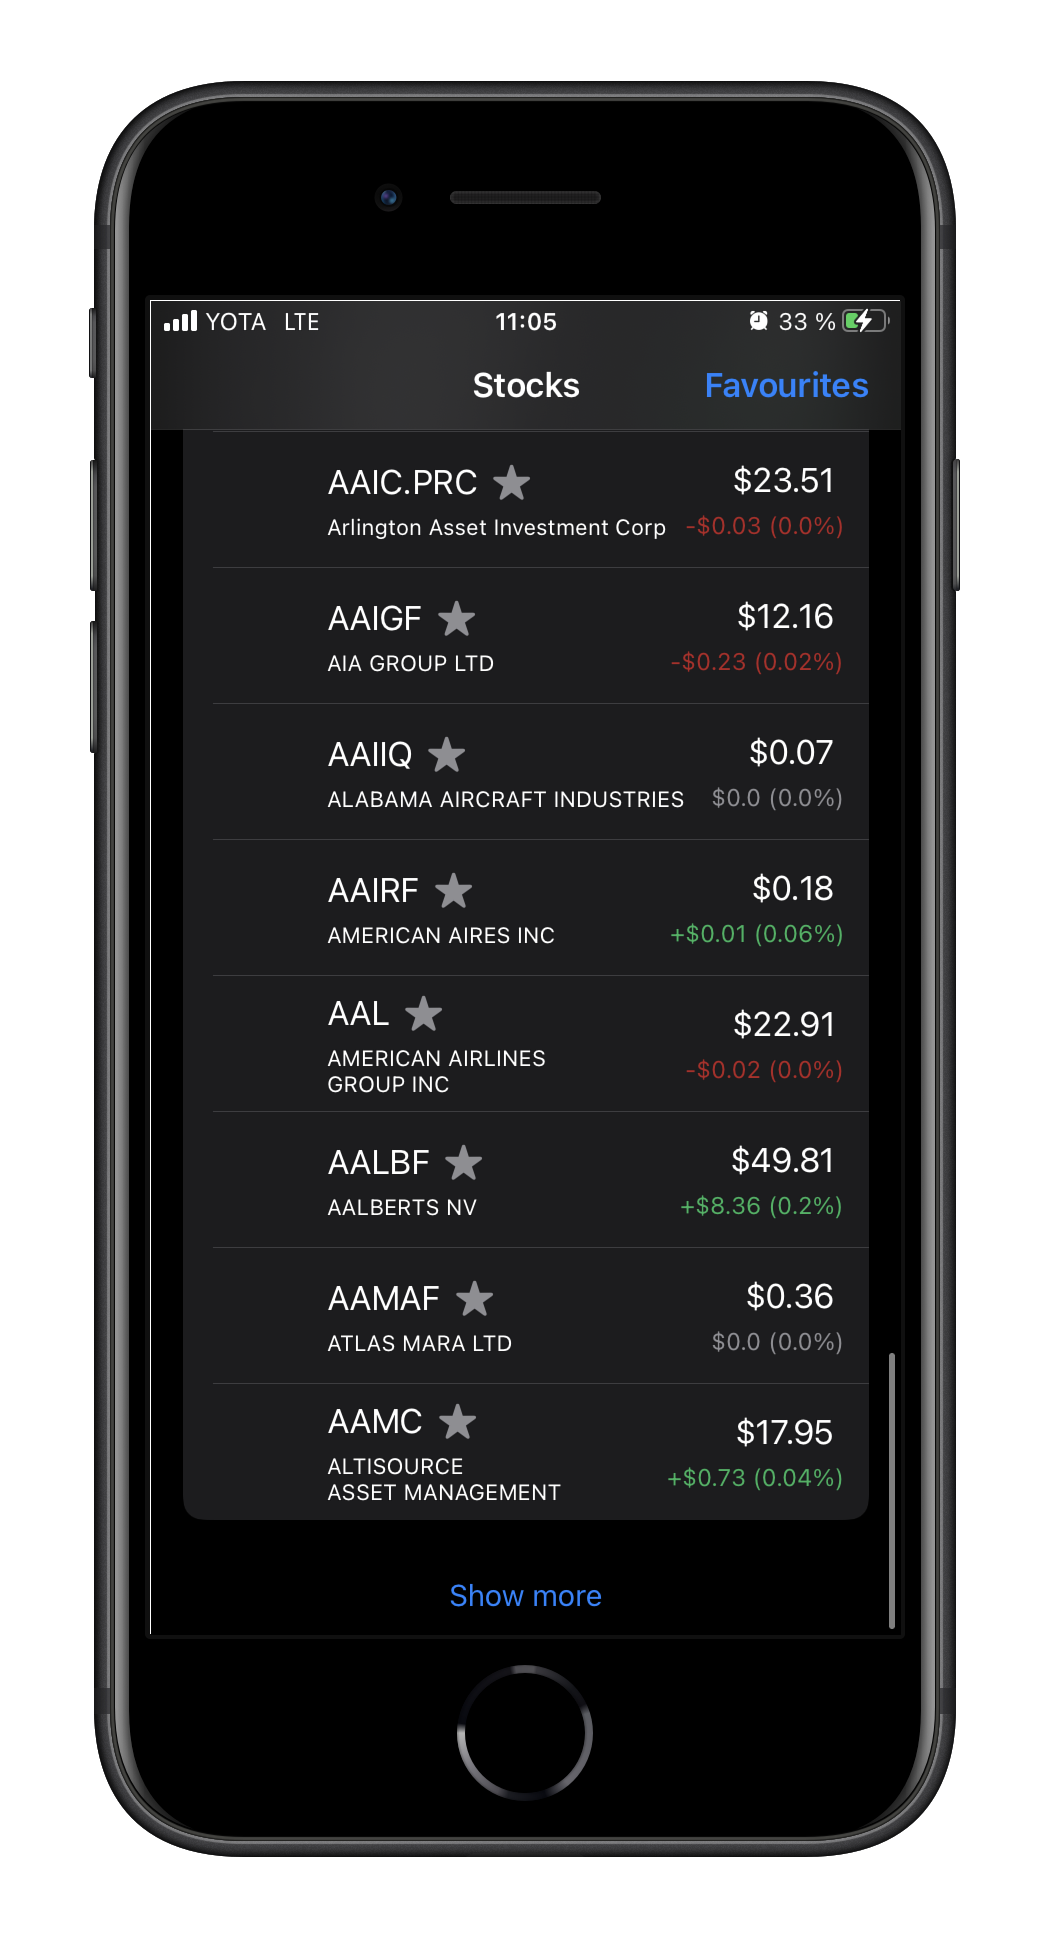 YOTA LTE 11:05 33 %
Stocks Favourites
AAIC.PRC $23.51
Arlington Asset Investment Corp -$0.03 (0.0%)
AAIGF $12.16
AIA GROUP LTD -$0.23 (0.02%)
AAIIQ $0.07
ALABAMA AIRCRAFT INDUSTRIES $0.0 (0.0%)
AAIRF $0.18
AMERICAN AIRES INC +$0.01 (0.06%)
AAL $22.91
AMERICAN AIRLINES
GROUP INC -$0.02 (0.0%)
AALBF $49.81
AALBERTS NV +$8.36 (0.2%)
AAMAF $0.36
ATLAS MARA LTD $0.0 (0.0%)
AAMC $17.95
ALTISOURCE
ASSET MANAGEMENT +$0.73 (0.04%)
Show more